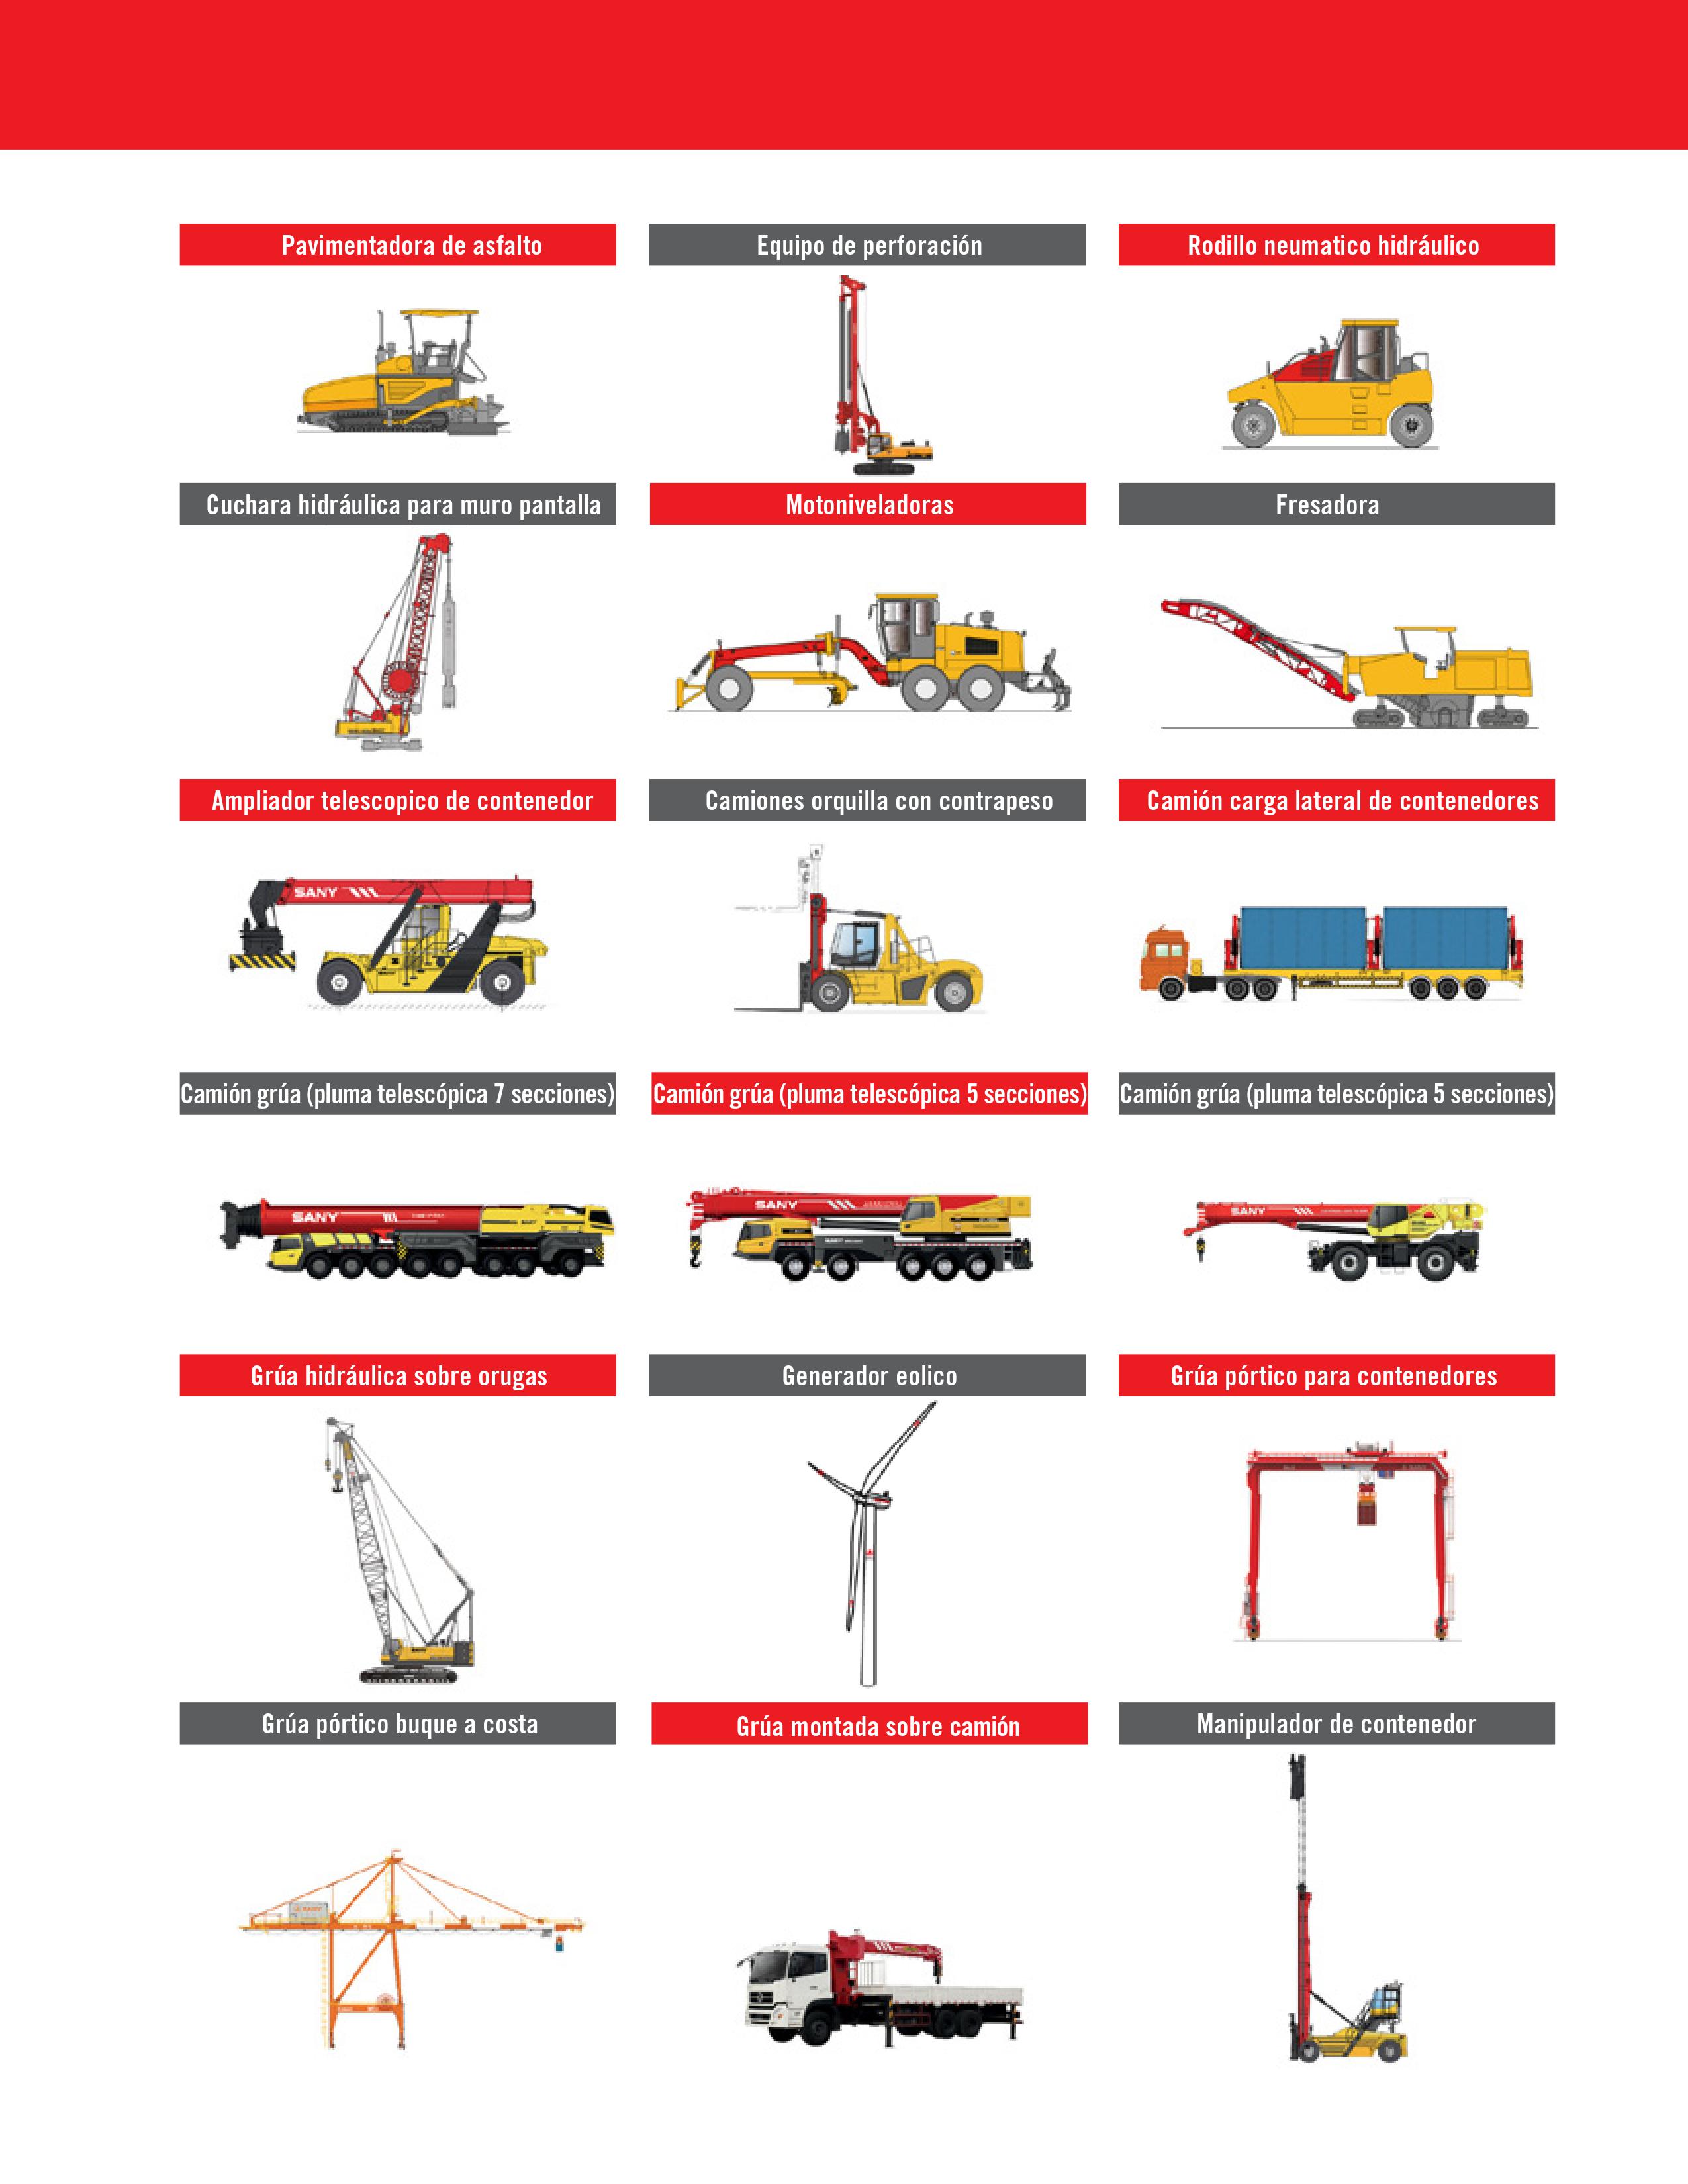 Pavimentadora de asfalto
Equipo de perforación
Rodillo neumatico hidráulico
Cuchara hidráulica para muro pantalla
Motoniveladoras
Fresadora
Ampliador telescopico de contenedor
Camiones orquilla con contrapeso
Camión carga lateral de contenedores
SANY
Camión grúa (pluma telescópica 7 secciones)
Camión grúa (pluma telescópica 5 secciones)
Camión grúa (pluma telescópica 5 secciones)
SANY
SANY
SANY
Grúa hidráulica sobre orugas
Generador eolico
Grúa pórtico para contenedores
Grúa pórtico buque a costa
Grúa montada sobre camión
Manipulador de contenedor